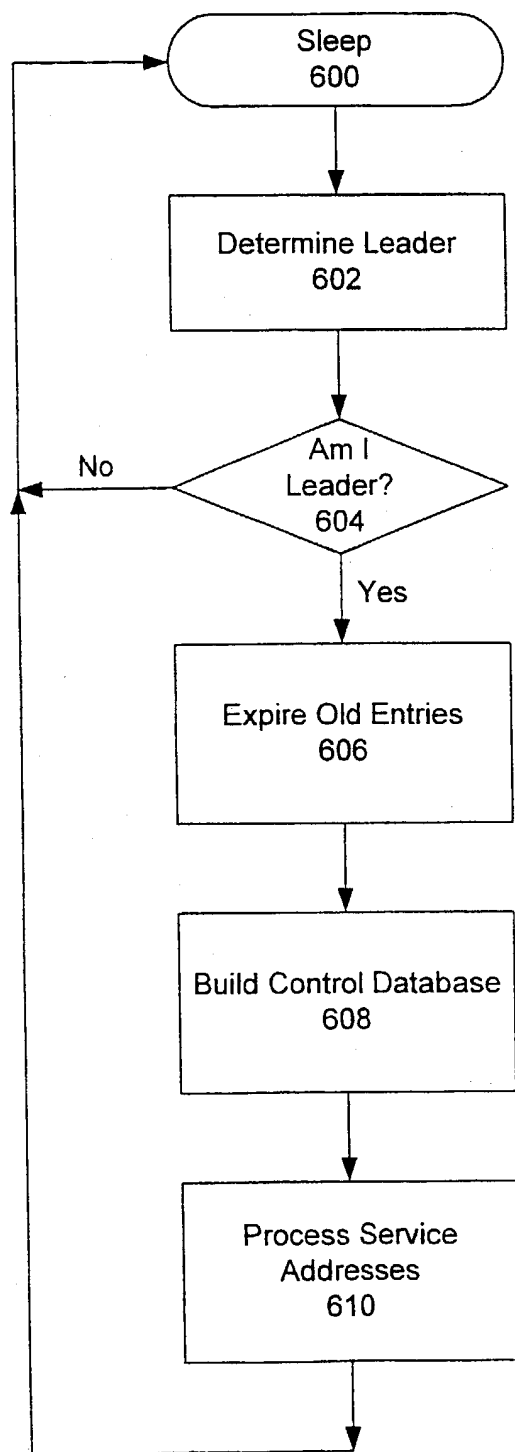 Sleep
600
Determine Leader
602
Am I
Leader?
604
No
Yes
Expire Old Entries
606
Build Control Database
608
Process Service
Addresses
610